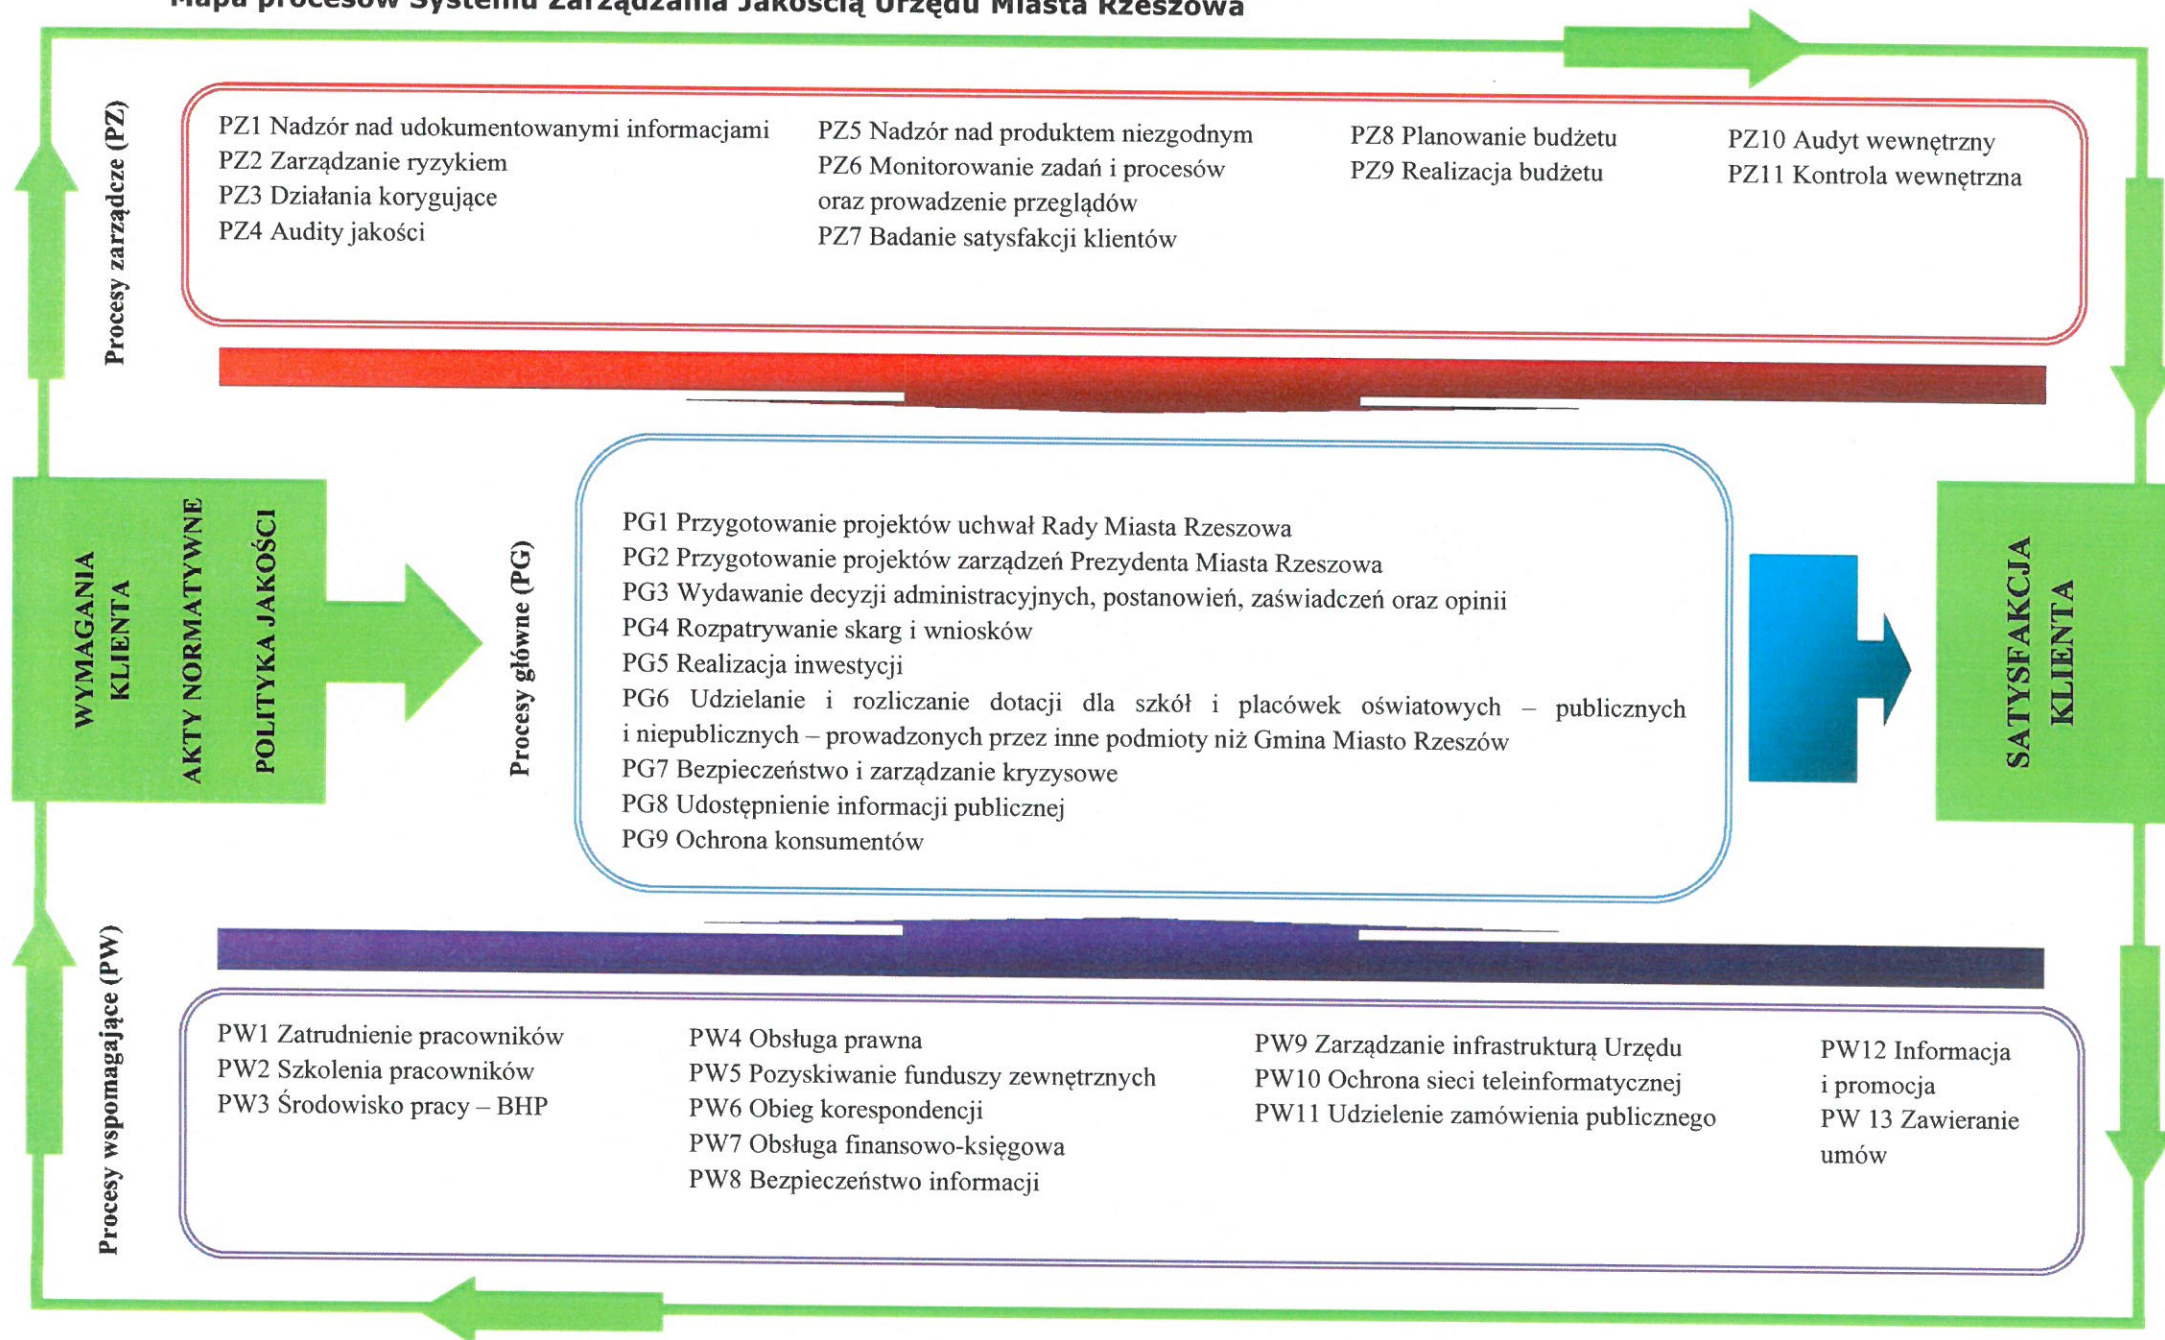 Mapa procesów Systemu Zarządzania Jakością Urzędu Miasta Rzeszowa
Procesy zarządcze (PZ)
PZ1 Nadzór nad udokumentowanymi informacjami
PZ2 Zarządzanie ryzykiem
PZ3 Działania korygujące
PZ4 Audity jakości
PZ5 Nadzór nad produktem niezgodnym
PZ6 Monitorowanie zadań i procesów
oraz prowadzenie przeglądów
PZ7 Badanie satysfakcji klientów
PZ8 Planowanie budżetu
PZ9 Realizacja budżetu
PZ10 Audyt wewnętrzny
PZ11 Kontrola wewnętrzna
WYMAGANIA
KLIENTA
AKTY NORMATYWNE
POLITYKA JAKOŚCI
Procesy główne (PG)
PG1 Przygotowanie projektów uchwał Rady Miasta Rzeszowa
PG2 Przygotowanie projektów zarządzeń Prezydenta Miasta Rzeszowa
PG3 Wydawanie decyzji administracyjnych, postanowień, zaświadczeń oraz opinii
PG4 Rozpatrywanie skarg i wniosków
PG5 Realizacja inwestycji
PG6 Udzielanie i rozliczanie dotacji dla szkół i placówek oświatowych – publicznych
i niepublicznych – prowadzonych przez inne podmioty niż Gmina Miasto Rzeszów
PG7 Bezpieczeństwo i zarządzanie kryzysowe
PG8 Udostępnienie informacji publicznej
PG9 Ochrona konsumentów
SATYSFAKCJA
KLIENTA
Procesy wspomagające (PW)
PW1 Zatrudnienie pracowników
PW2 Szkolenia pracowników
PW3 Środowisko pracy – BHP
PW4 Obsługa prawna
PW5 Pozyskiwanie funduszy zewnętrznych
PW6 Obieg korespondencji
PW7 Obsługa finansowo-księgowa
PW8 Bezpieczeństwo informacji
PW9 Zarządzanie infrastrukturą Urzędu
PW10 Ochrona sieci teleinformatycznej
PW11 Udzielenie zamówienia publicznego
PW12 Informacja
i promocja
PW 13 Zawieranie
umów